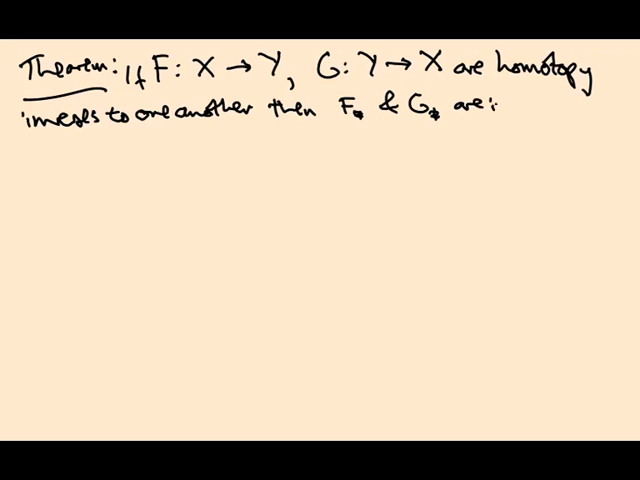 Theorem: If F: X → Y, G: Y → X are homotopy
inverses to one another then F* & G* are i